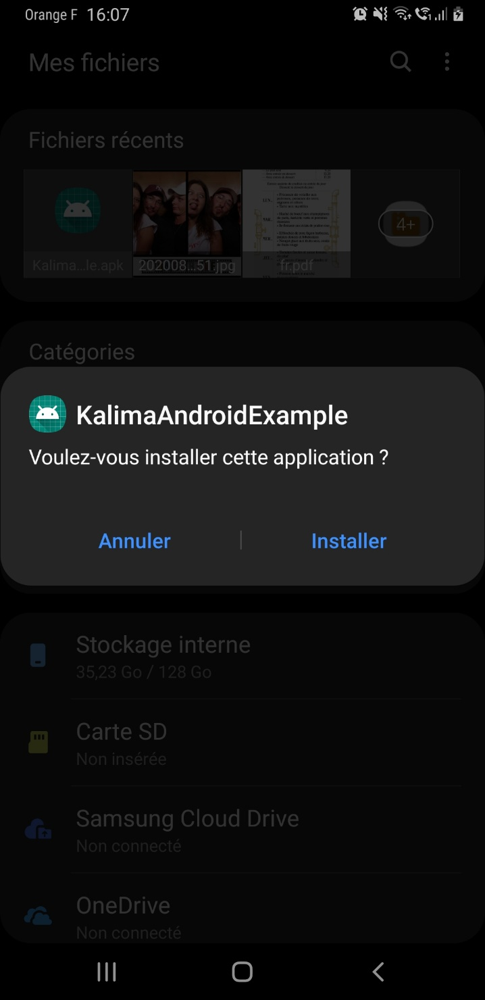 Orange F 16:07
Mes fichiers
Fichiers récents
4+
Kalima...le.apk
202008...51.jpg
fr.pdf
Catégories
KalimaAndroidExample
Voulez-vous installer cette application ?
Annuler
Installer
Stockage interne
35,23 Go / 128 Go
Carte SD
Non insérée
Samsung Cloud Drive
Non connecté
OneDrive
Non connecté